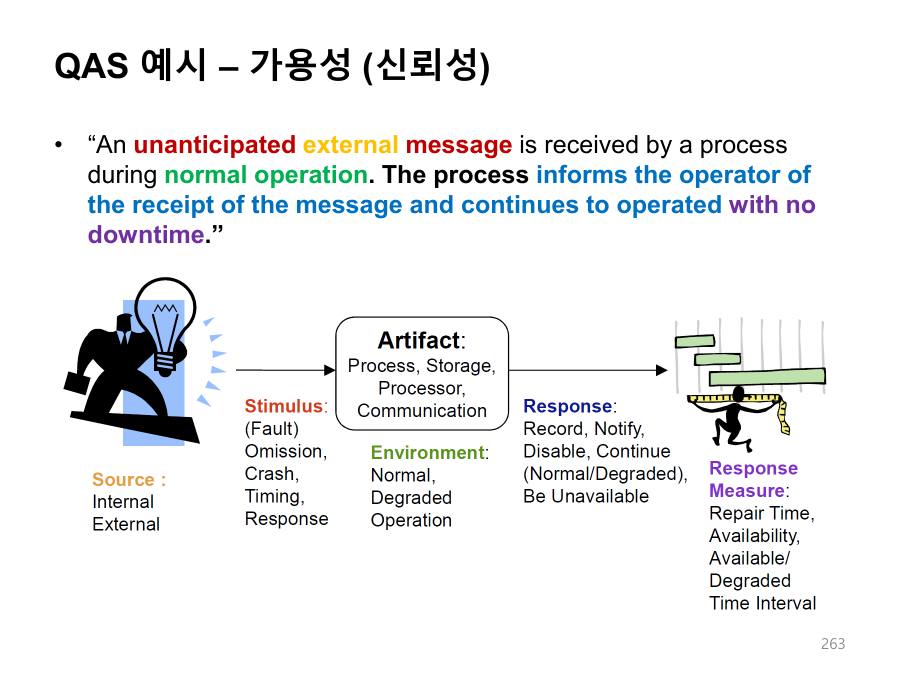 QAS 예시 – 가용성 (신뢰성)
• “An unanticipated external message is received by a process
during normal operation. The process informs the operator of
the receipt of the message and continues to operated with no
downtime.”
Source :
Internal
External
Stimulus:
(Fault)
Omission,
Crash,
Timing,
Response
Artifact:
Process, Storage,
Processor,
Communication
Environment:
Normal,
Degraded
Operation
Response:
Record, Notify,
Disable, Continue
(Normal/Degraded),
Be Unavailable
Response
Measure:
Repair Time,
Availability,
Available/
Degraded
Time Interval
263